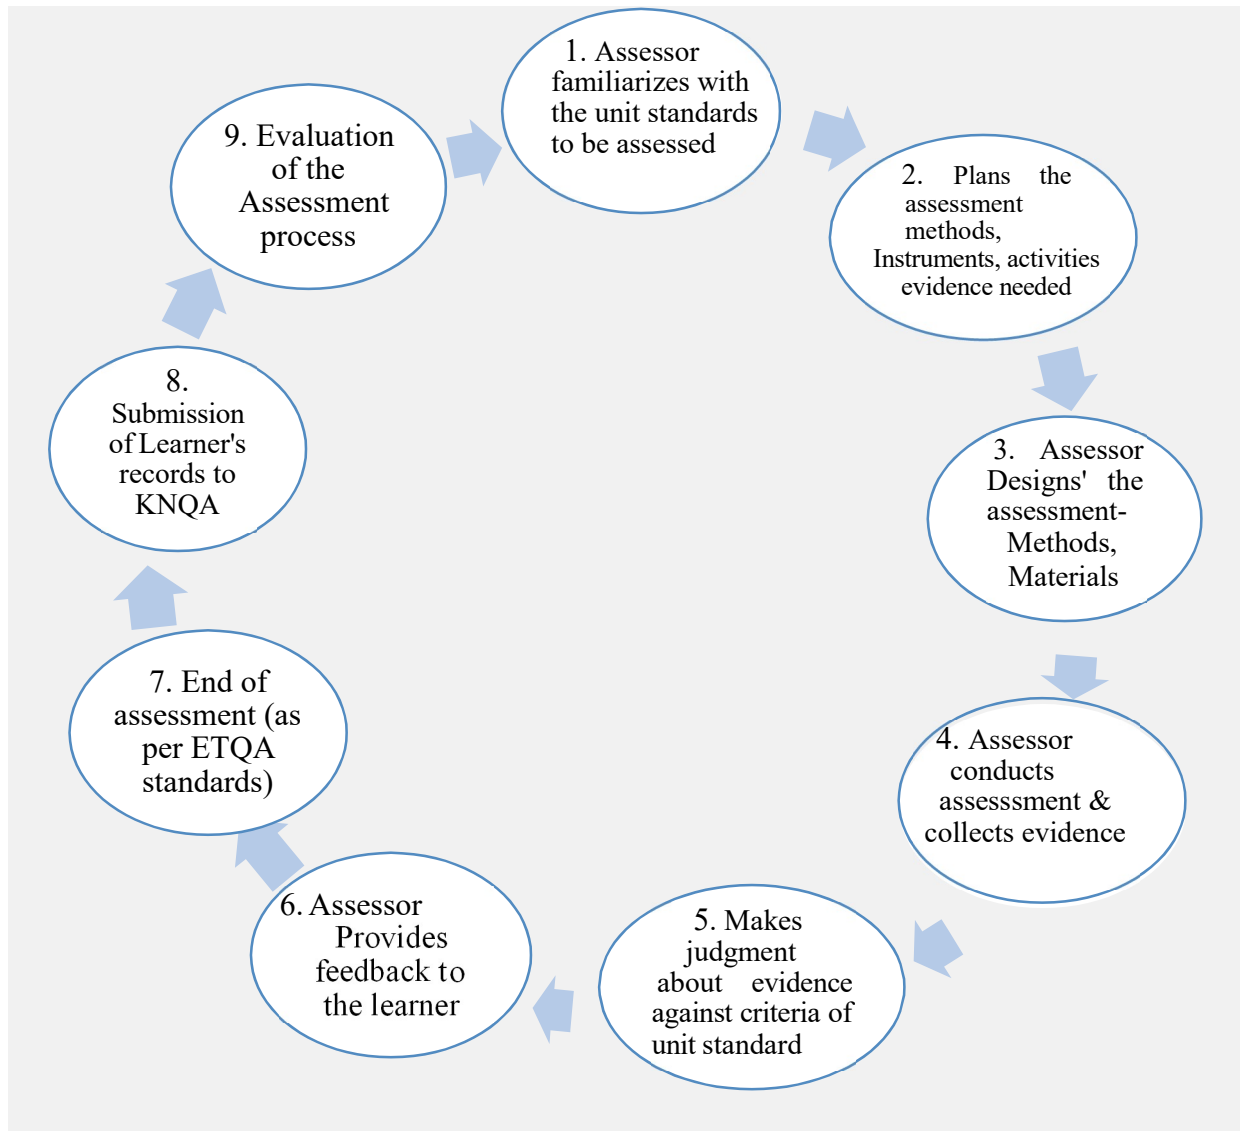 1. Assessor
familiarizes with
the unit standards
to be assessed
2. Plans the
assessment
methods,
Instruments, activities
evidence needed
3. Assessor
Designs' the
assessment-
Methods,
Materials
4. Assessor
conducts
assesssment &
collects evidence
5. Makes
judgment
about evidence
against criteria of
unit standard
6. Assessor
Provides
feedback to
the learner
7. End of
assessment (as
per ETQA
standards)
8.
Submission
of Learner's
records to
KNQA
9. Evaluation
of the
Assessment
process